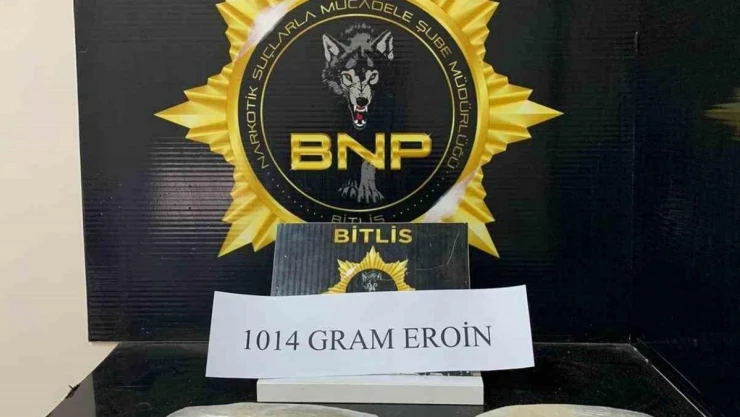 NARKOTİK SUÇLARLA MÜCADELE ŞUBE MÜDÜRLÜĞÜ
BNP
BİTLİS
BİTLİS
1014 GRAM EROİN